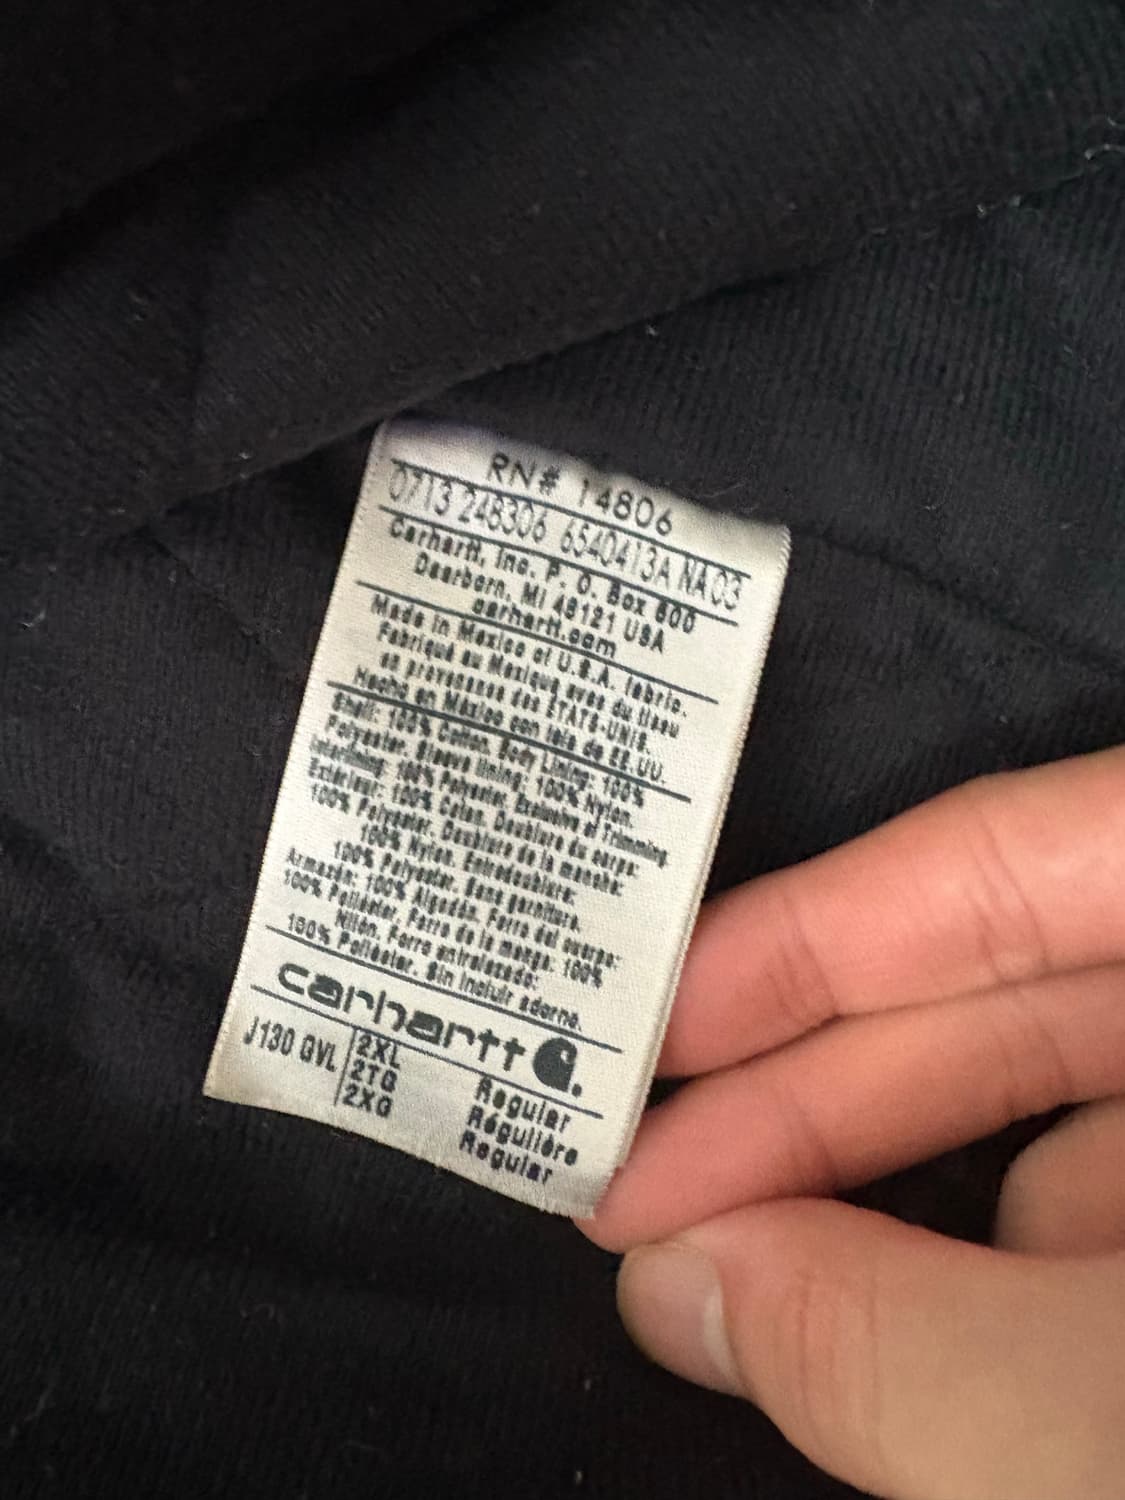 RN# 14806
0713 248306 6540413A NA 03
Carhartt, Inc. P. O. Box 600
Dearborn, MI 48121 USA
carhartt.com
Made in Mexico of U.S.A. fabric.
Fabriqué au Mexique avec du tissu
en provenance des ÉTATS-UNIS.
Hecho en México con tela de EE.UU.
Shell: 100% Cotton. Body Lining: 100%
Polyester. Sleeve lining: 100% Nylon.
Interlining: 100% Polyester. Exclusive of Trimming
Extérieur: 100% Coton. Doublure du corps:
100% Polyester. Doublure de la manche:
100% Nylon. Entredoublure:
100% Polyester. Sans garniture.
Armazón: 100% Algodón. Forro del cuerpo:
100% Poliéster. Forro de la manga: 100%
Nilón. Forro entrelazado:
100% Poliéster. Sin incluir adorno.
carhartt
J130 GVL 2XL Regular
2TG Régulière
2XG Regular